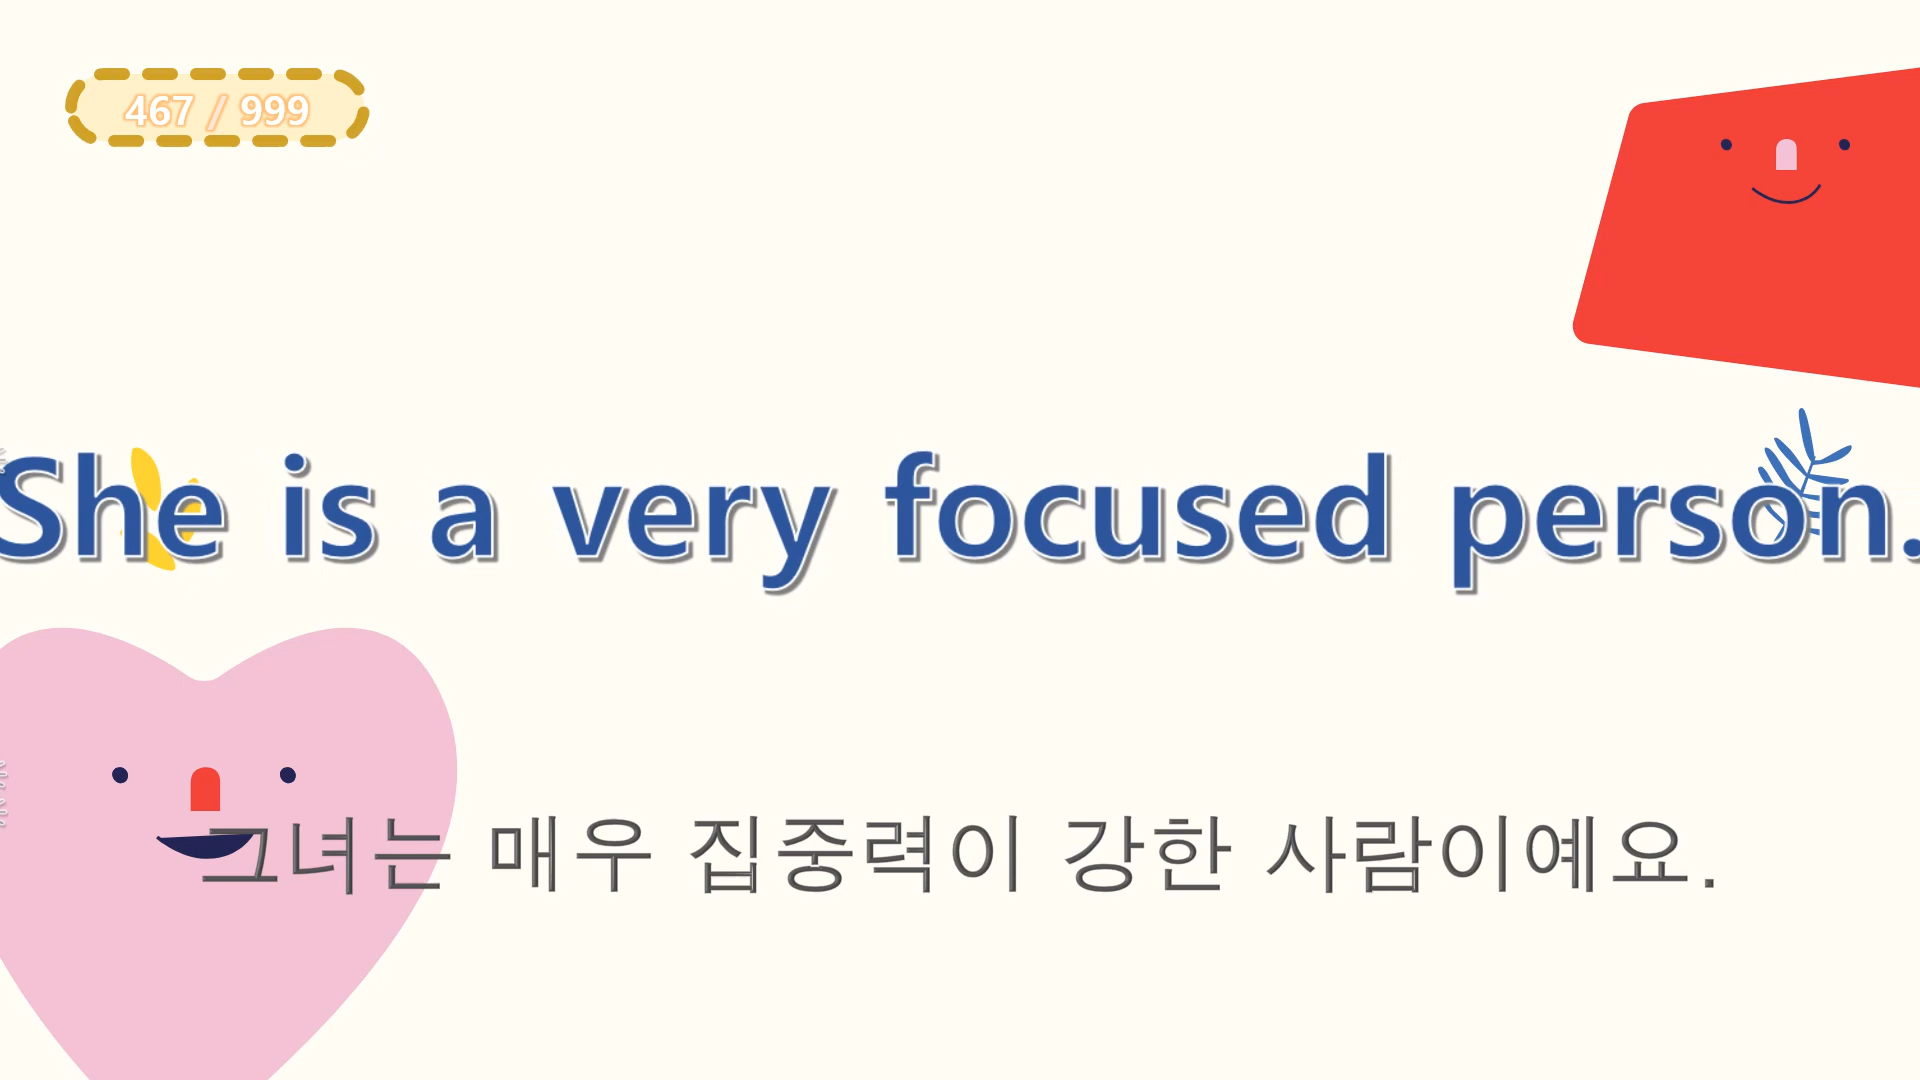 467 / 999
She is a very focused person.
그녀는 매우 집중력이 강한 사람이예요.